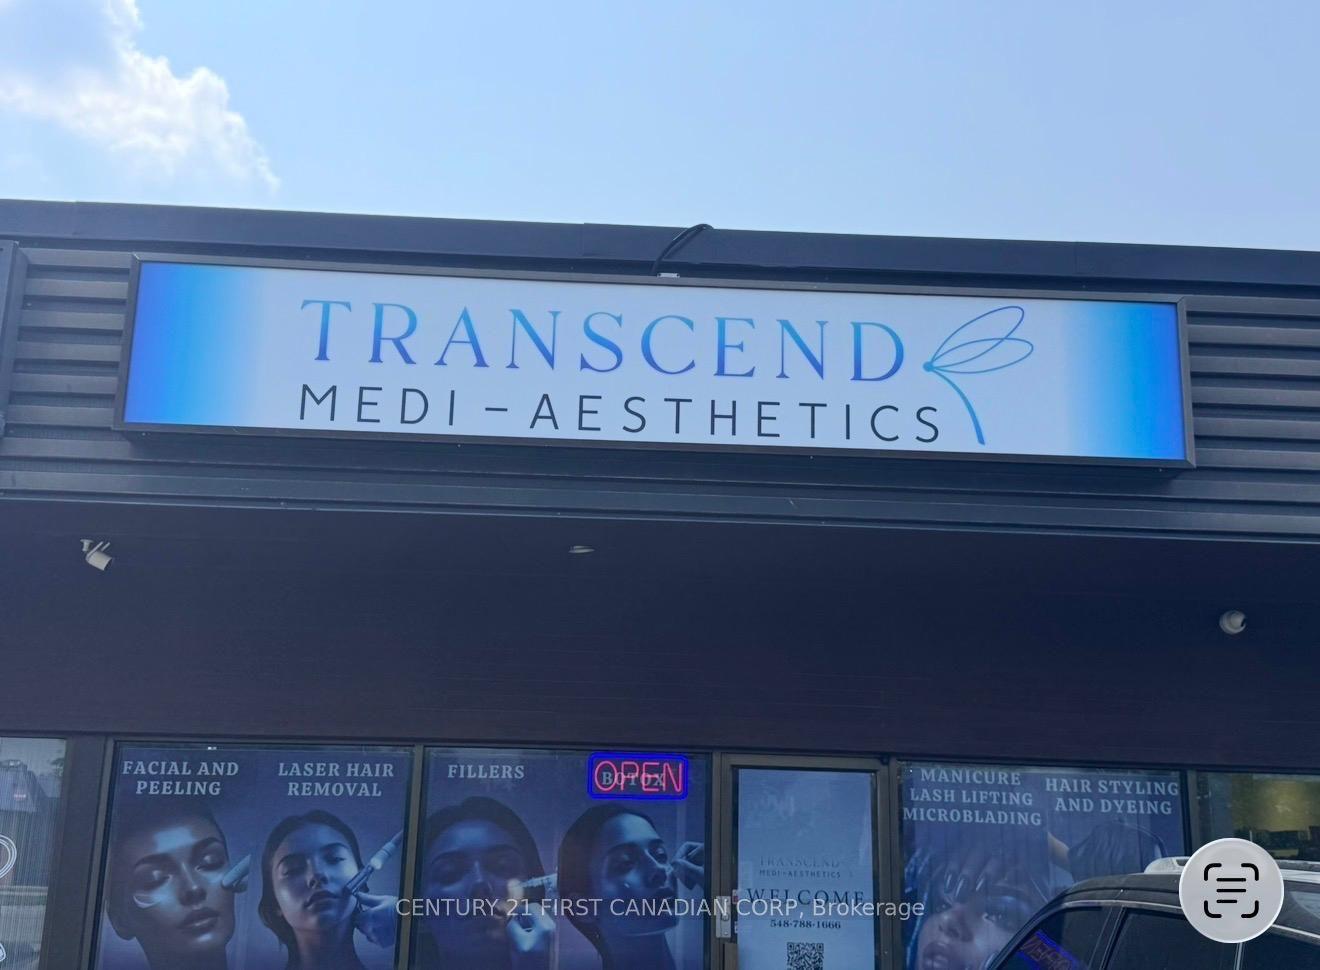 TRANSCEND
MEDI-AESTHETICS
FACIAL AND
PEELING
LASER HAIR
REMOVAL
FILLERS
BOTOX
OPEN
TRANSCEND
MEDI-AESTHETICS
WELCOME
548-788-1666
MANICURE
LASH LIFTING
MICROBLADING
HAIR STYLING
AND DYEING
CENTURY 21 FIRST CANADIAN CORP, Brokerage